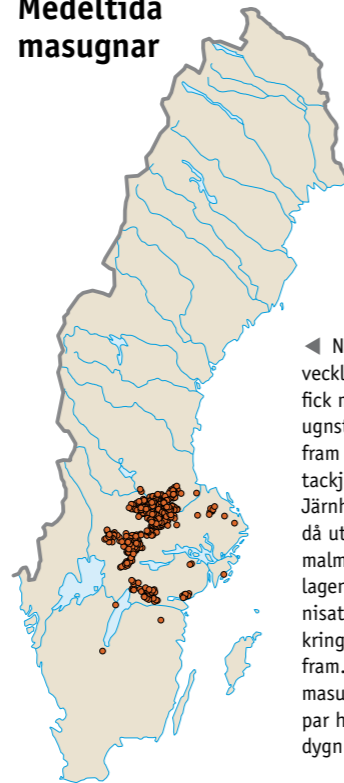 Medeltida
masugnar
◀ N
veckl
fick r
ugnst
fram
tackj
Järnh
då ut
malm
lager
nisat
kring
fram.
masu
par h
dygn